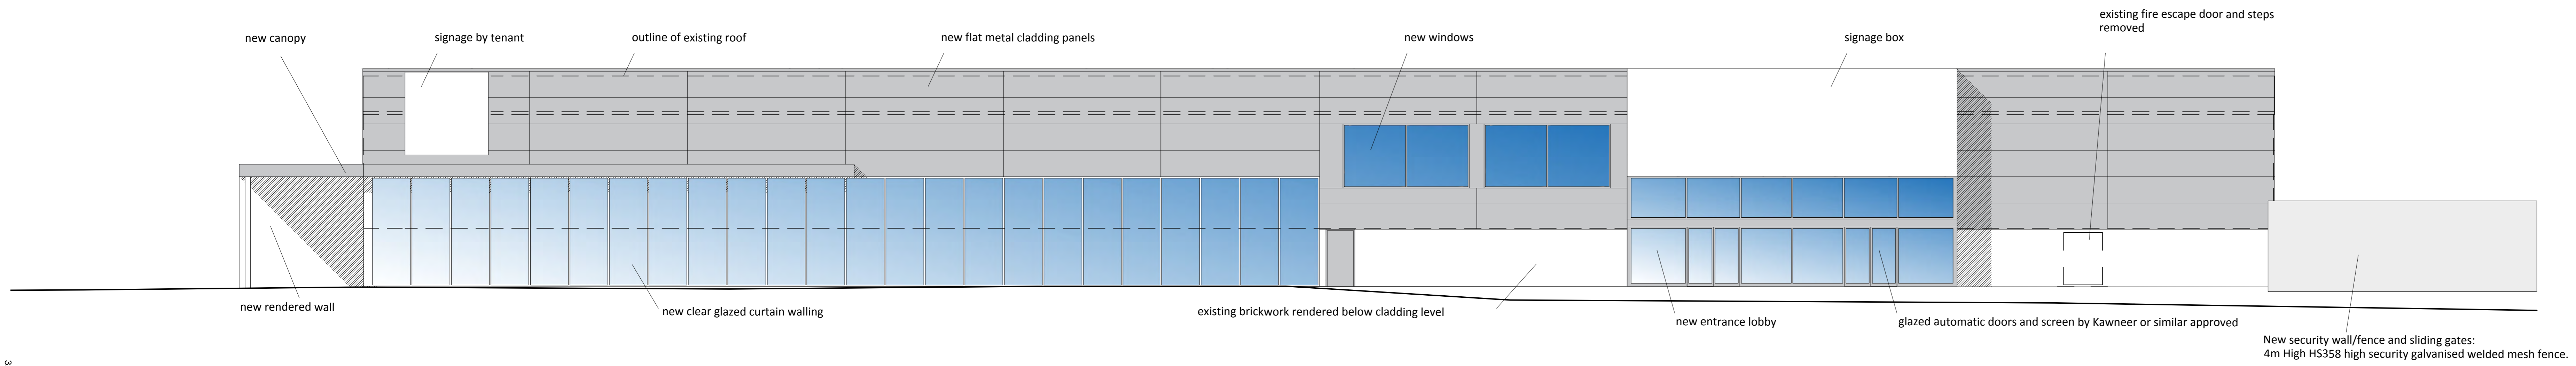 existing fire escape door and steps
removed
new canopy
signage by tenant
outline of existing roof
new flat metal cladding panels
new windows
signage box
new rendered wall
new clear glazed curtain walling
existing brickwork rendered below cladding level
new entrance lobby
glazed automatic doors and screen by Kawneer or similar approved
New security wall/fence and sliding gates:
4m High HS358 high security galvanised welded mesh fence.
3